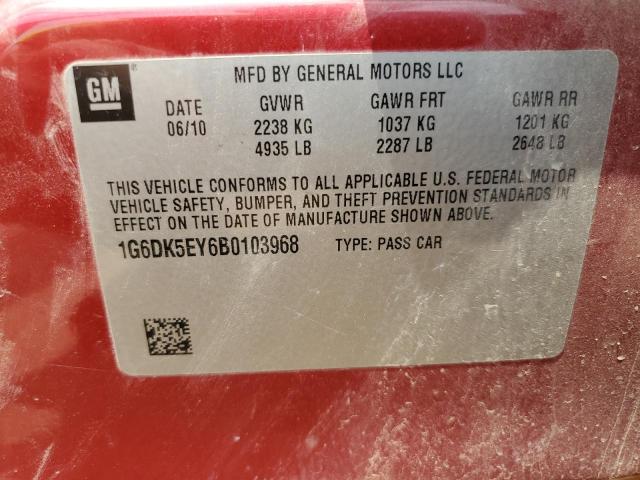 GM
MFD BY GENERAL MOTORS LLC
DATE GVWR GAWR FRT GAWR RR
06/10 2238 KG 1037 KG 1201 KG
4935 LB 2287 LB 2648 LB
THIS VEHICLE CONFORMS TO ALL APPLICABLE U.S. FEDERAL MOTOR
VEHICLE SAFETY, BUMPER, AND THEFT PREVENTION STANDARDS IN
EFFECT ON THE DATE OF MANUFACTURE SHOWN ABOVE.
1G6DK5EY6B0103968 TYPE: PASS CAR